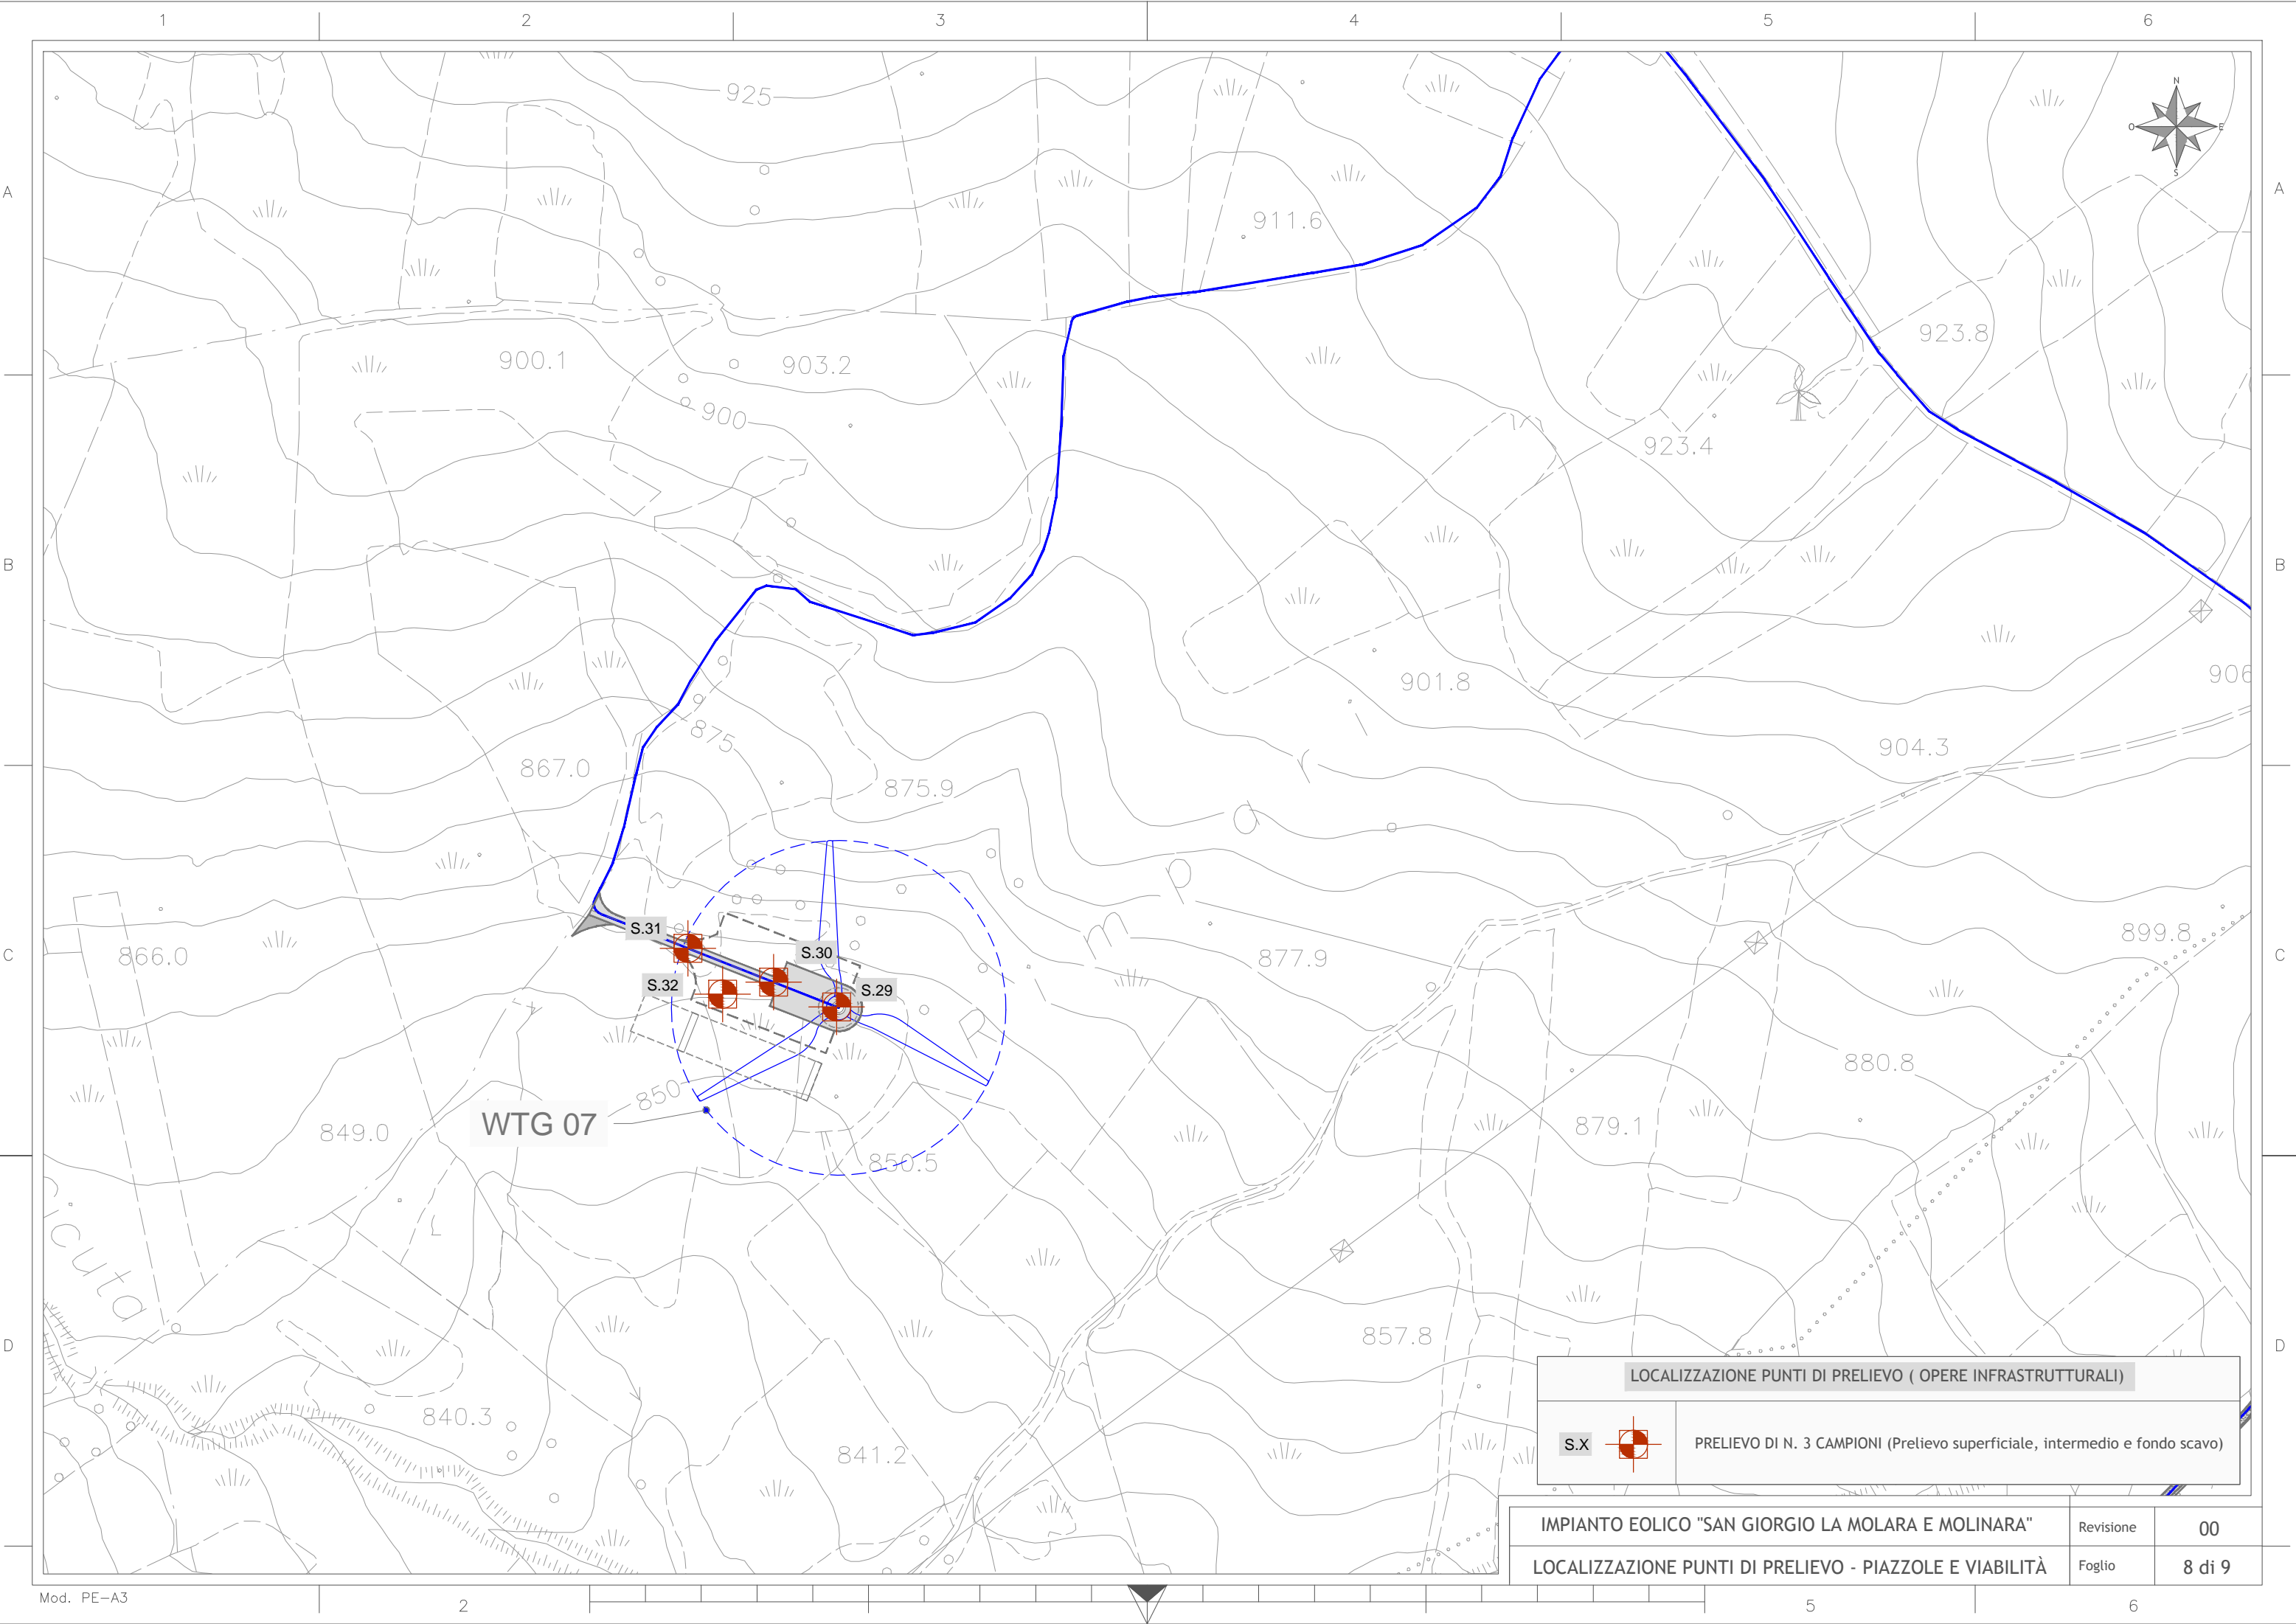 1 2 3 4 5 6
A
A
N
O E
S
925
911.6
923.8
900.1
903.2
900
923.4
B
B
901.8
906
875
867.0
904.3
875.9
C
C
S.31
S.30
S.32
S.29
866.0
877.9
899.8
880.8
850
WTG 07
849.0
879.1
850.5
D
D
857.8
840.3
841.2
LOCALIZZAZIONE PUNTI DI PRELIEVO ( OPERE INFRASTRUTTURALI)
S.X
PRELIEVO DI N. 3 CAMPIONI (Prelievo superficiale, intermedio e fondo scavo)
IMPIANTO EOLICO "SAN GIORGIO LA MOLARA E MOLINARA"
Revisione
00
LOCALIZZAZIONE PUNTI DI PRELIEVO - PIAZZOLE E VIABILITÀ
Foglio
8 di 9
Mod. PE-A3
2 5 6